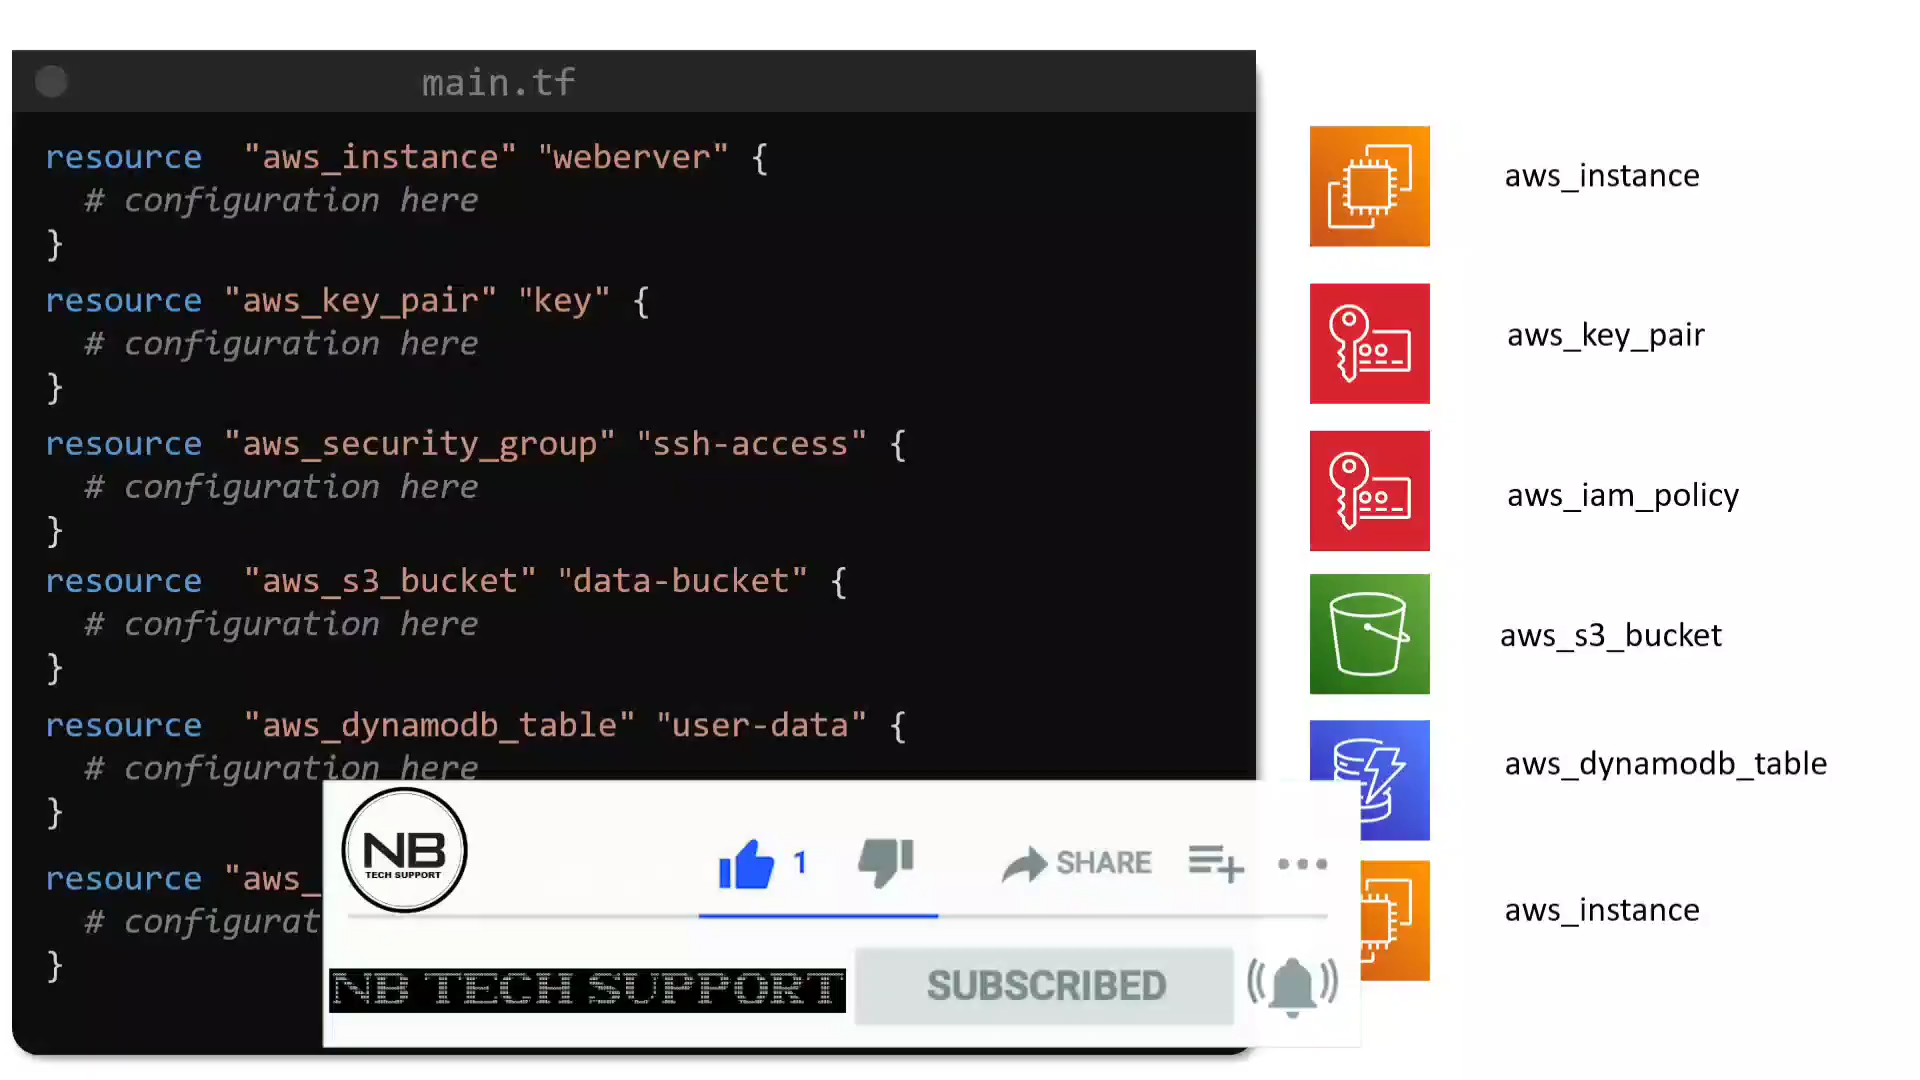 main.tf
resource "aws_instance" "weberver" {
# configuration here
}
resource "aws_key_pair" "key" {
# configuration here
}
resource "aws_security_group" "ssh-access" {
# configuration here
}
resource "aws_s3_bucket" "data-bucket" {
# configuration here
}
resource "aws_dynamodb_table" "user-data" {
# configuration here
}
resource "aws_
# configurat
}
aws_instance
aws_key_pair
aws_iam_policy
aws_s3_bucket
aws_dynamodb_table
aws_instance
NB
TECH SUPPORT
1
SHARE
NB TECH SUPPORT
SUBSCRIBED